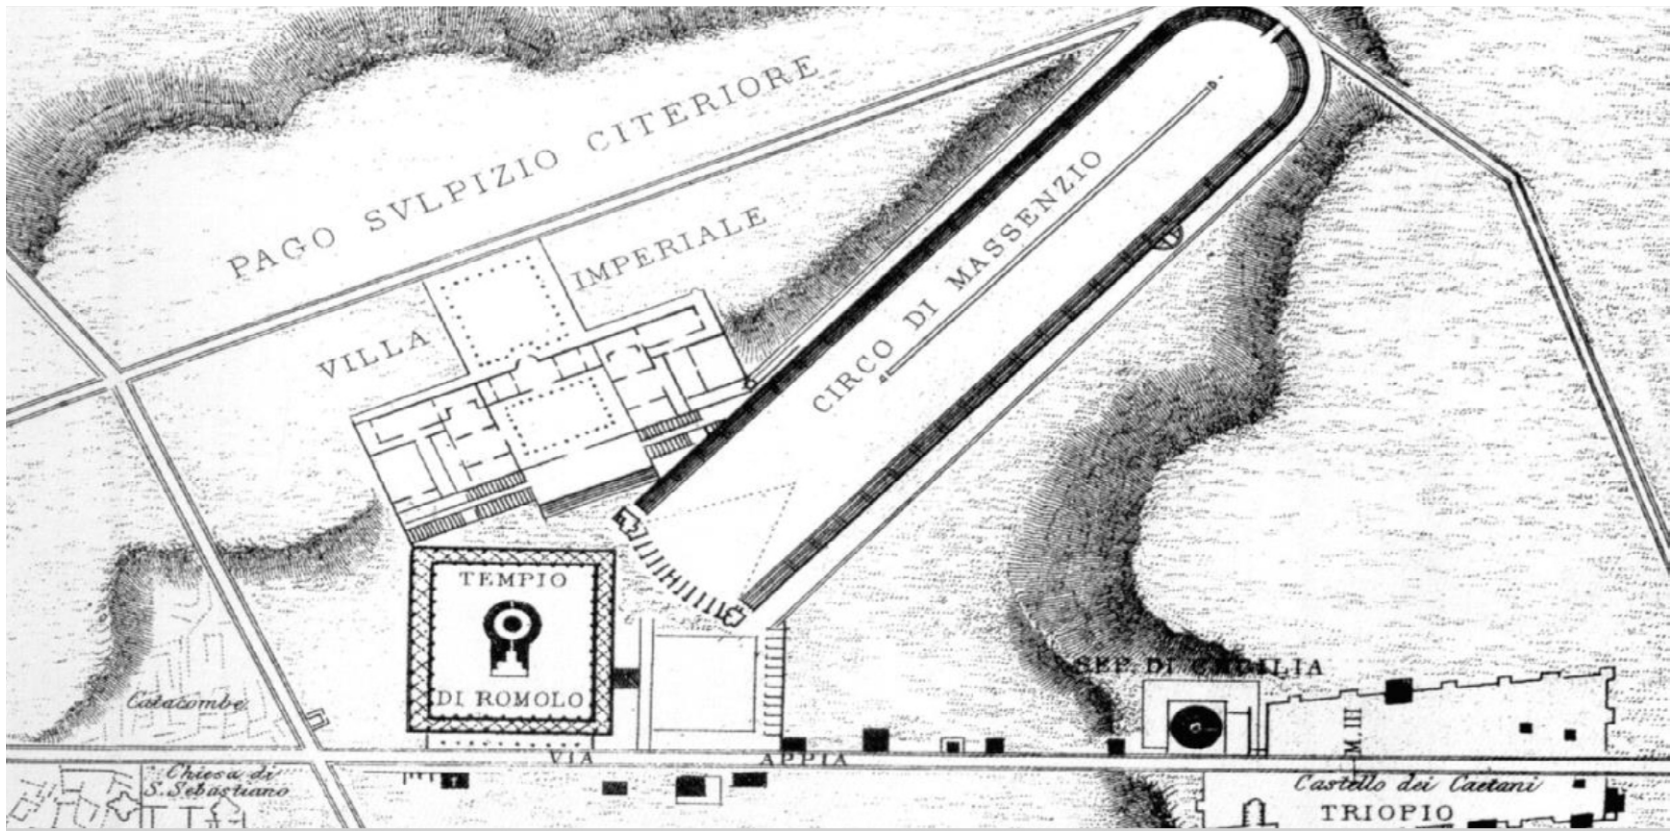 PAGO SVLPIZIO CITERIORE
VILLA IMPERIALE
CIRCO DI MASSENZIO
TEMPIO
DI ROMOLO
SEP. DI CECILIA
Catacombe
M. III
VIA APPIA
Chiesa di
S. Sebastiano
Castello dei Caetani
TRIOPIO